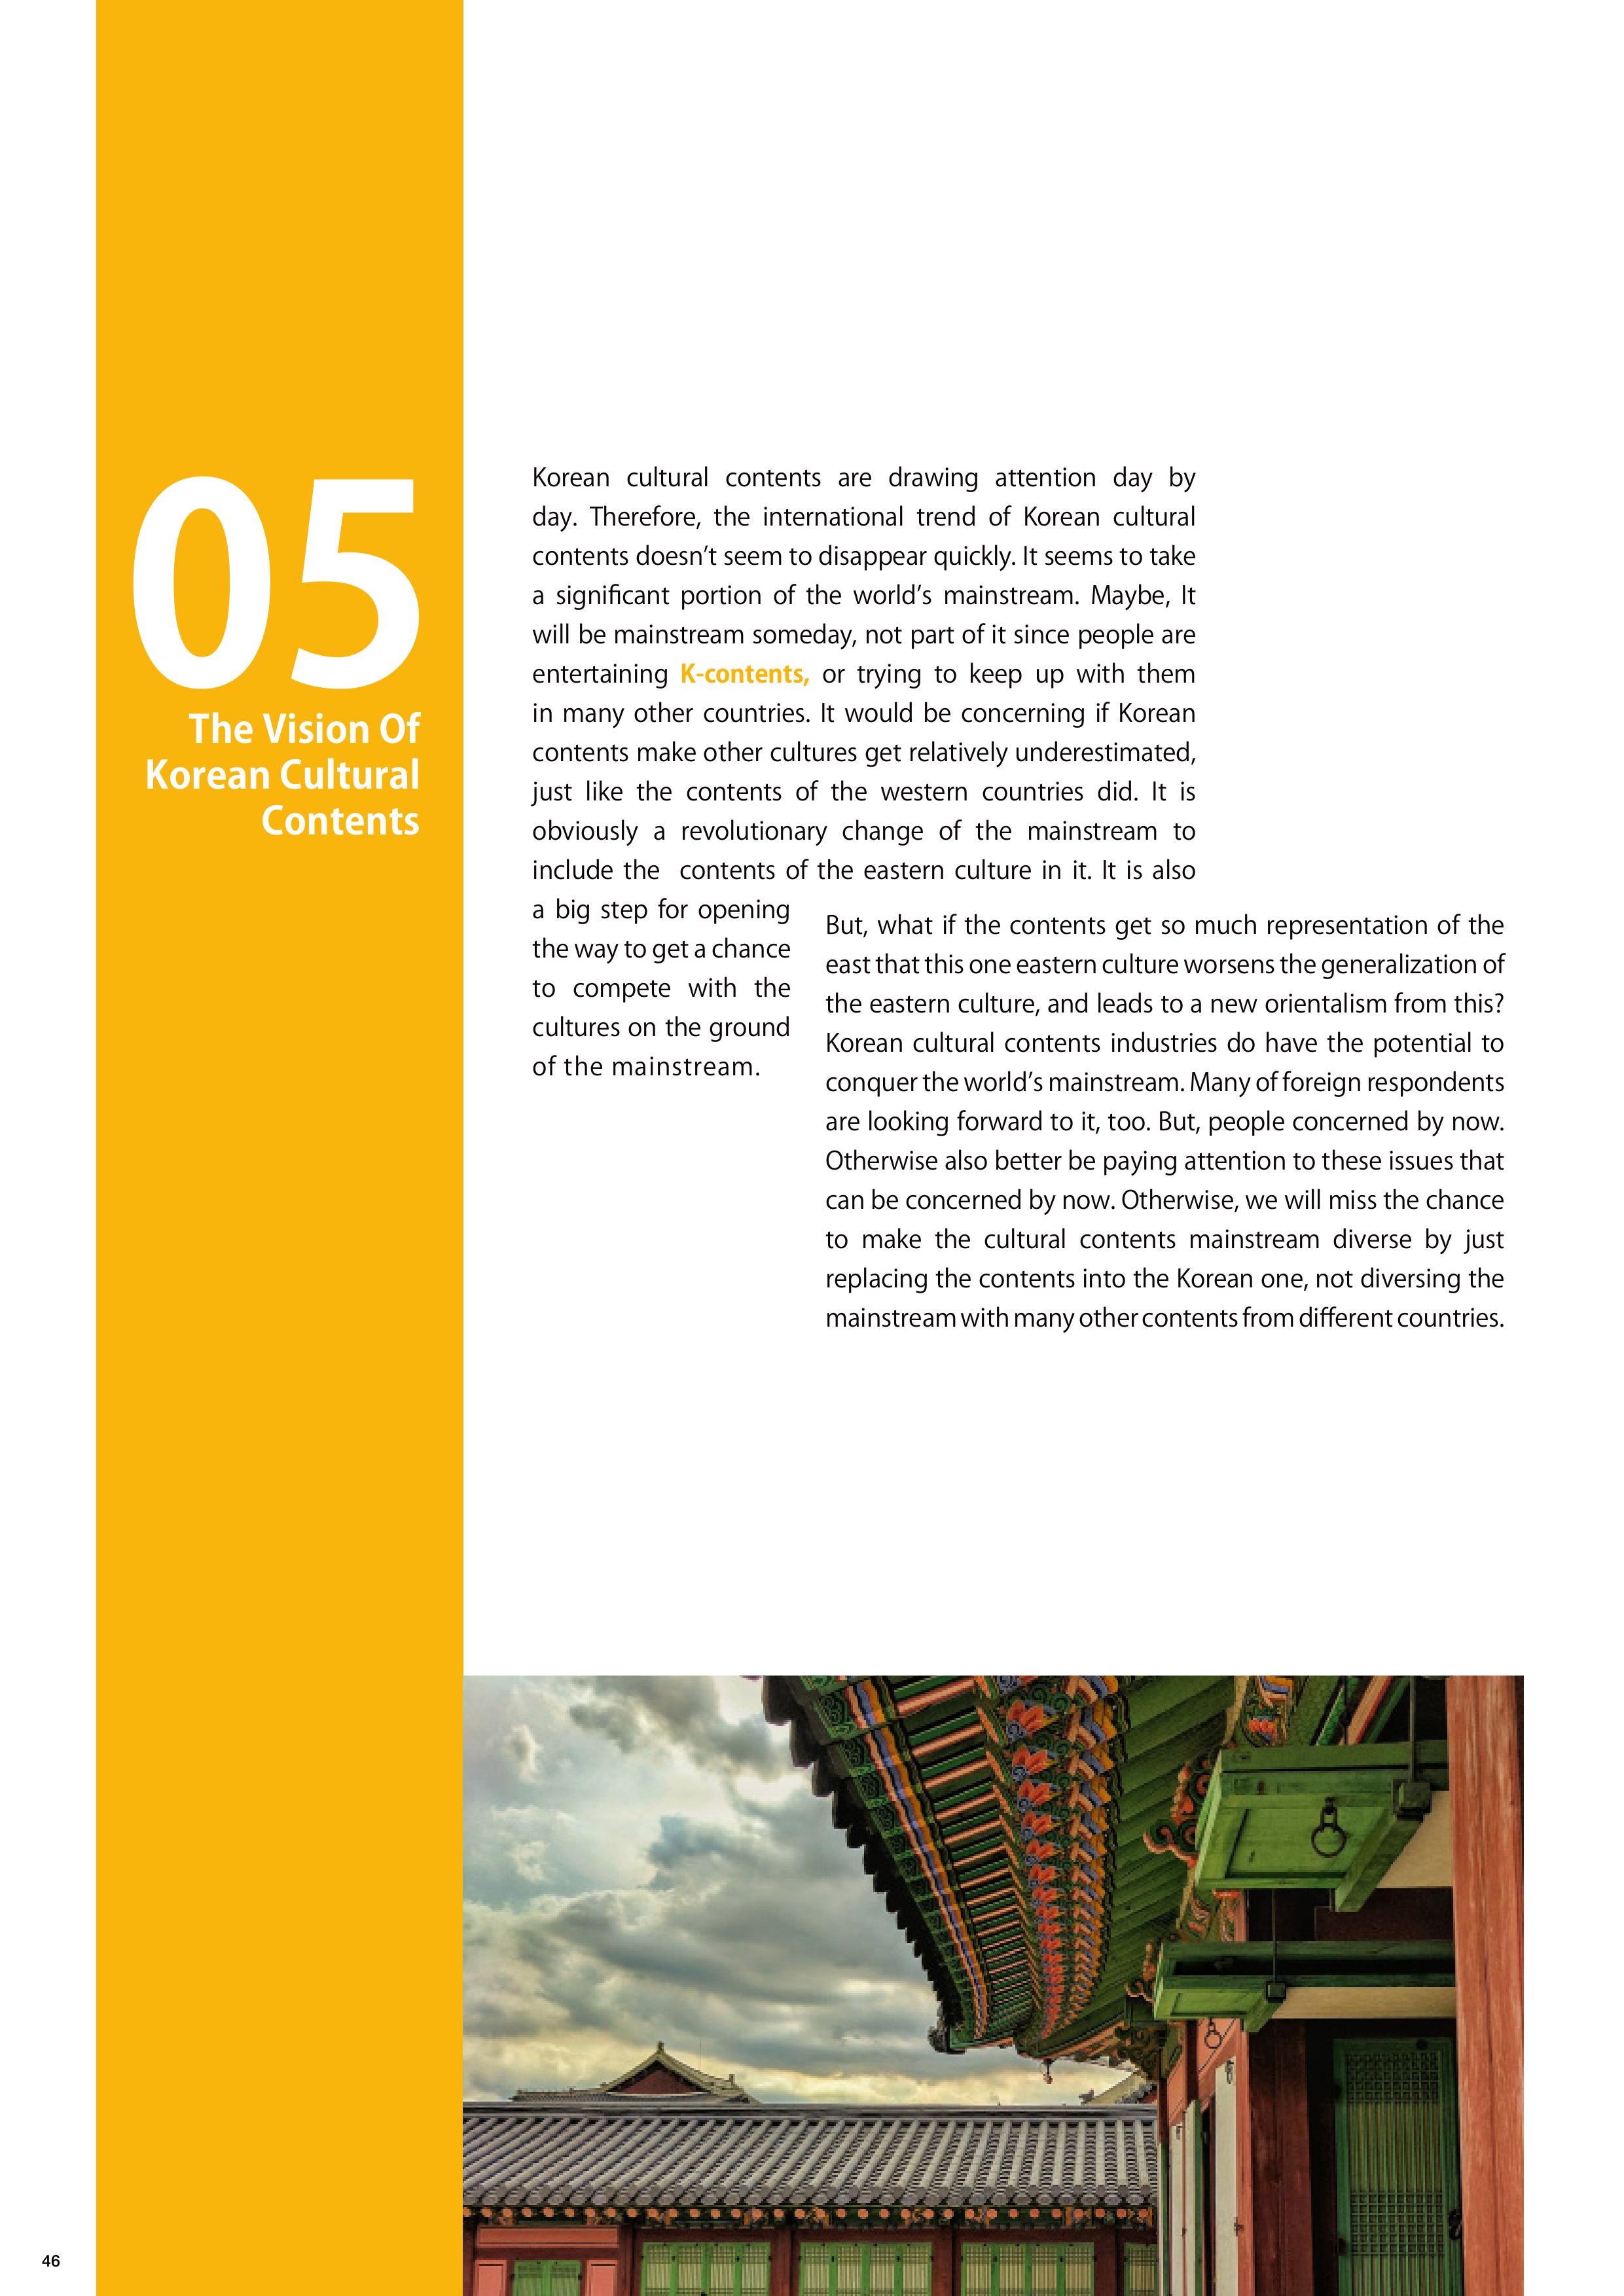 05
The Vision Of
Korean Cultural
Contents
Korean cultural contents are drawing attention day by
day. Therefore, the international trend of Korean cultural
contents doesn’t seem to disappear quickly. It seems to take
a significant portion of the world’s mainstream. Maybe, It
will be mainstream someday, not part of it since people are
entertaining K-contents, or trying to keep up with them
in many other countries. It would be concerning if Korean
contents make other cultures get relatively underestimated,
just like the contents of the western countries did. It is
obviously a revolutionary change of the mainstream to
include the contents of the eastern culture in it. It is also
a big step for opening
the way to get a chance
to compete with the
cultures on the ground
of the mainstream.
But, what if the contents get so much representation of the
east that this one eastern culture worsens the generalization of
the eastern culture, and leads to a new orientalism from this?
Korean cultural contents industries do have the potential to
conquer the world’s mainstream. Many of foreign respondents
are looking forward to it, too. But, people concerned by now.
Otherwise also better be paying attention to these issues that
can be concerned by now. Otherwise, we will miss the chance
to make the cultural contents mainstream diverse by just
replacing the contents into the Korean one, not diversing the
mainstream with many other contents from different countries.
46